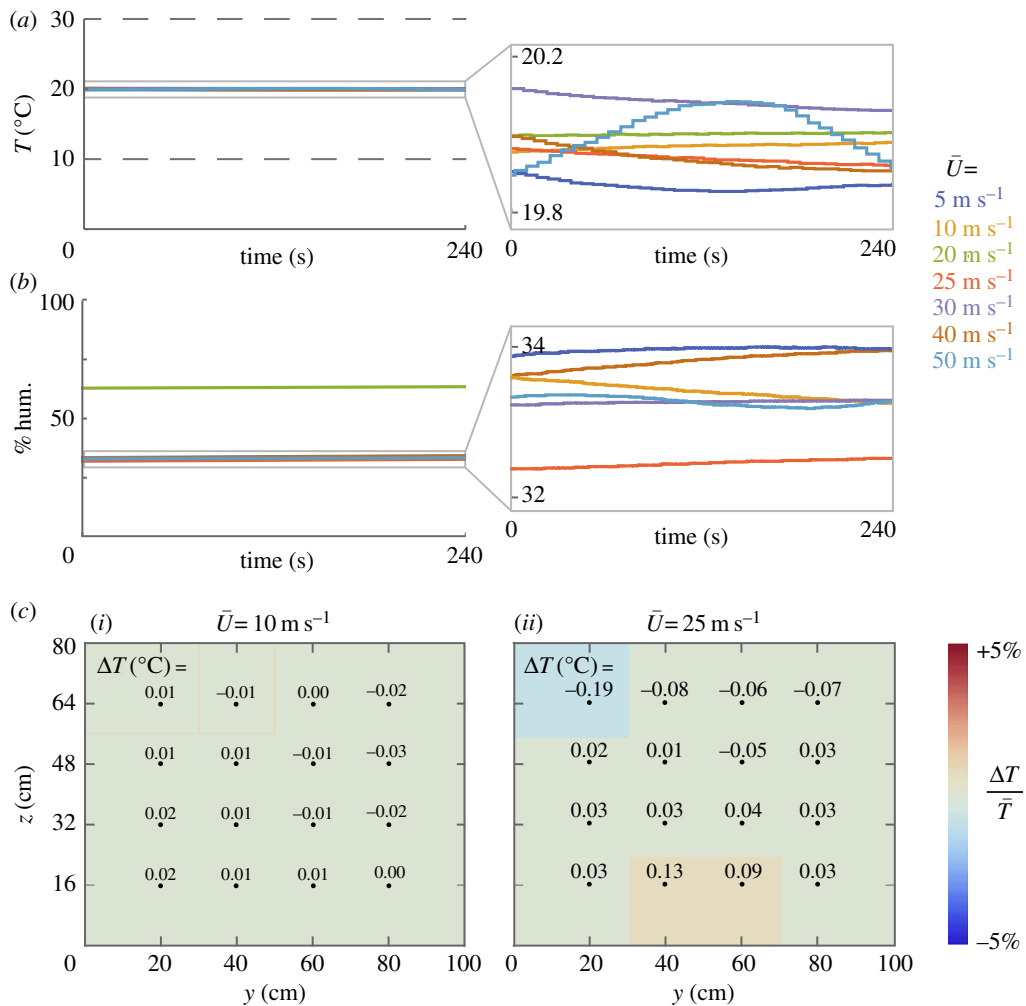 (a)
30
20
10
T (°C)
0
time (s)
240
20.2
19.8
0
time (s)
240
Ū =
5 m s⁻¹
10 m s⁻¹
20 m s⁻¹
25 m s⁻¹
30 m s⁻¹
40 m s⁻¹
50 m s⁻¹
(b)
100
50
% hum.
0
time (s)
240
34
32
0
time (s)
240
(c)
(i)
Ū = 10 m s⁻¹
80
64
48
32
16
z (cm)
ΔT (°C) =
0.01 –0.01 0.00 –0.02
0.01 0.01 –0.01 –0.03
0.02 0.01 –0.01 –0.02
0.02 0.01 0.01 0.00
0 20 40 60 80 100
y (cm)
(ii)
Ū = 25 m s⁻¹
ΔT (°C) =
–0.19 –0.08 –0.06 –0.07
0.02 0.01 –0.05 0.03
0.03 0.03 0.04 0.03
0.03 0.13 0.09 0.03
0 20 40 60 80 100
y (cm)
+5%
ΔT
T̄
–5%